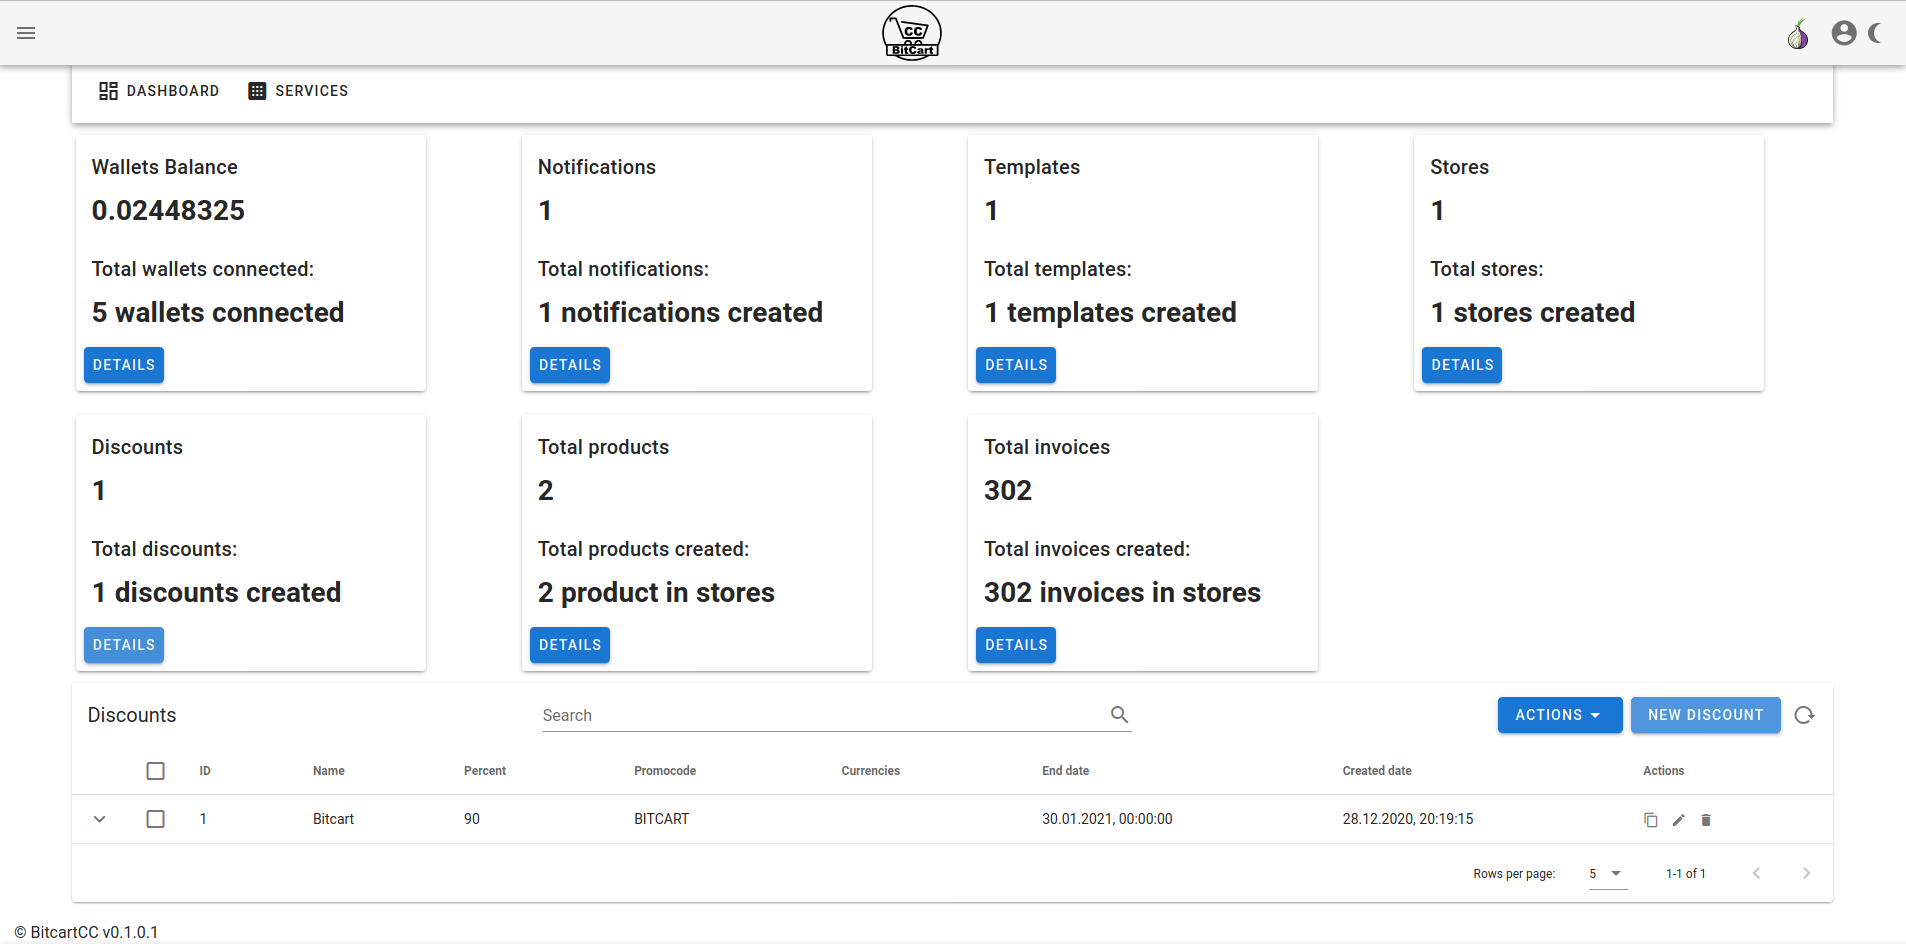 CC
BitCart
DASHBOARD SERVICES
Wallets Balance
0.02448325
Total wallets connected:
5 wallets connected
DETAILS
Notifications
1
Total notifications:
1 notifications created
DETAILS
Templates
1
Total templates:
1 templates created
DETAILS
Stores
1
Total stores:
1 stores created
DETAILS
Discounts
1
Total discounts:
1 discounts created
DETAILS
Total products
2
Total products created:
2 product in stores
DETAILS
Total invoices
302
Total invoices created:
302 invoices in stores
DETAILS
Discounts Search ACTIONS NEW DISCOUNT
ID Name Percent Promocode Currencies End date Created date Actions
1 Bitcart 90 BITCART 30.01.2021, 00:00:00 28.12.2020, 20:19:15
Rows per page: 5 1-1 of 1
© BitcartCC v0.1.0.1